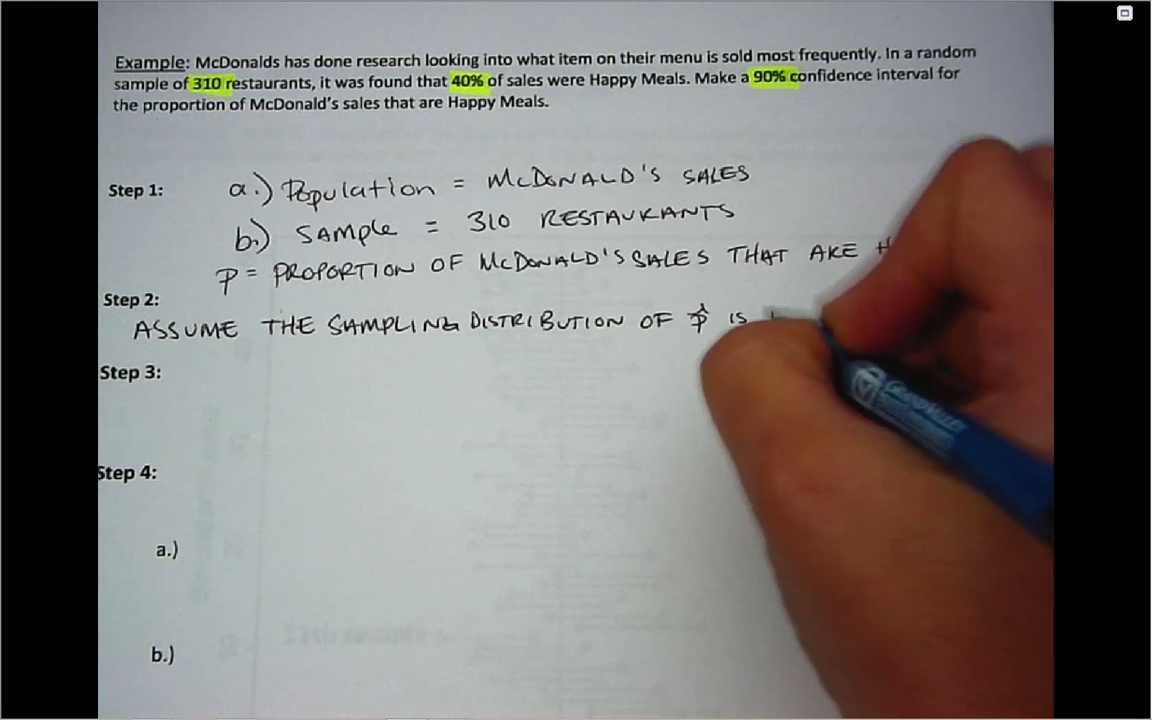 Example: McDonalds has done research looking into what item on their menu is sold most frequently. In a random
sample of 310 restaurants, it was found that 40% of sales were Happy Meals. Make a 90% confidence interval for
the proportion of McDonald's sales that are Happy Meals.
Step 1:
a.) Population = McDONALD'S SALES
b.) SAMPLE = 310 RESTAURANTS
p = PROPORTION OF McDONALD'S SALES THAT ARE
Step 2:
ASSUME THE SAMPLING DISTRIBUTION OF p̂ IS
Step 3:
Step 4:
a.)
b.)